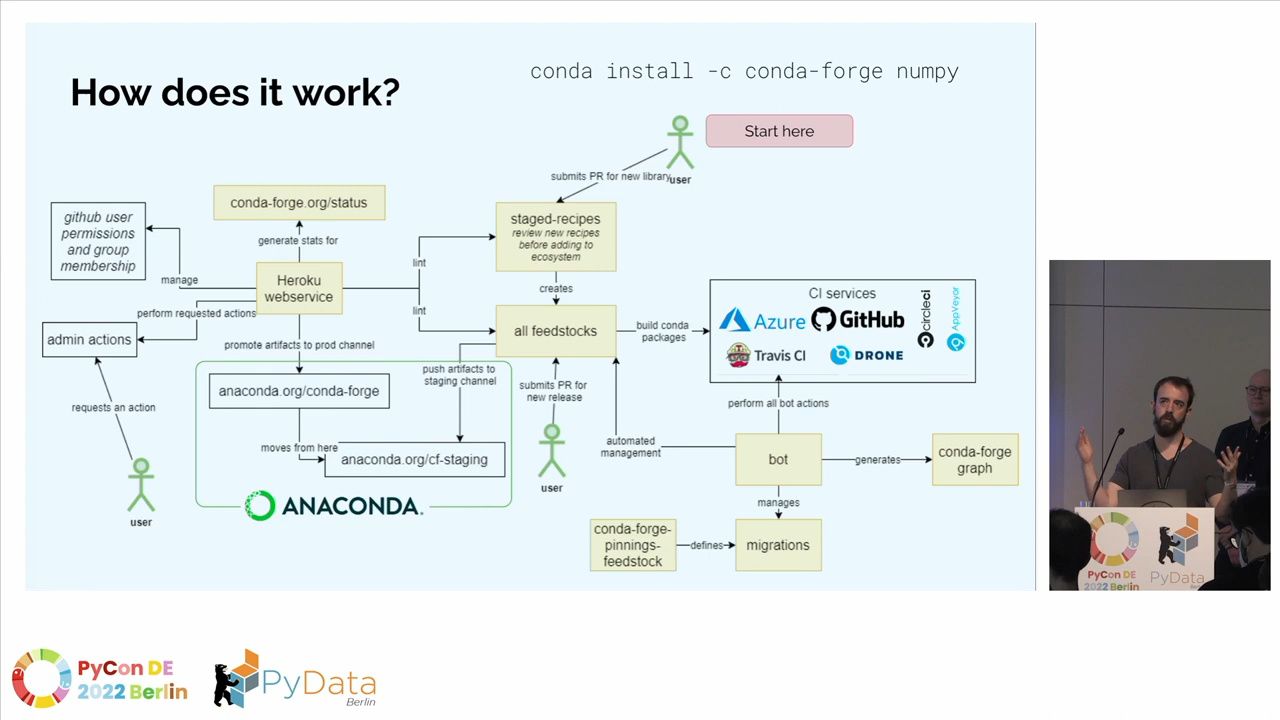 How does it work?
conda install -c conda-forge numpy
Start here
user
submits PR for new library
staged-recipes
review new recipes
before adding to
ecosystem
creates
all feedstocks
lint
lint
conda-forge.org/status
generate stats for
Heroku
webservice
github user
permissions
and group
membership
manage
perform requested actions
admin actions
requests an action
user
promote artifacts to prod channel
anaconda.org/conda-forge
moves from here
anaconda.org/cf-staging
ANACONDA.
push artifacts to
staging channel
submits PR for
new release
user
build conda
packages
CI services
Azure
GitHub
circleci
AppVeyor
Travis CI
DRONE
perform all bot actions
automated
management
bot
generates
conda-forge
graph
manages
conda-forge-
pinnings-
feedstock
defines
migrations
PyCon DE
2022 Berlin
PyData
Berlin
PyCon DE
2022 Berlin
PyData
Berlin